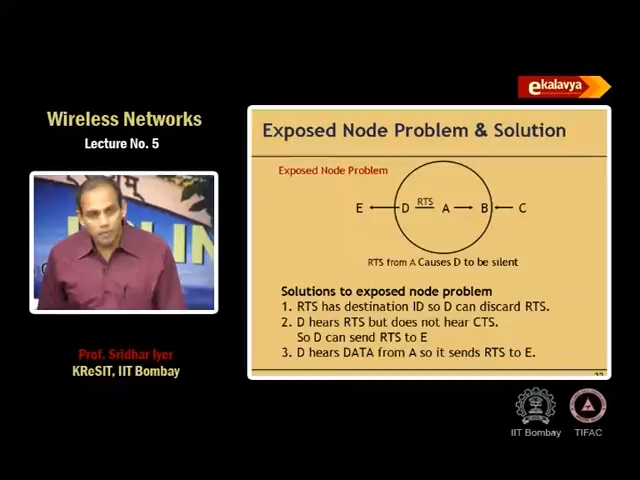 ekalavya
Wireless Networks
Lecture No. 5
Exposed Node Problem & Solution
Exposed Node Problem
RTS
E D A B C
RTS from A Causes D to be silent
Solutions to exposed node problem
1. RTS has destination ID so D can discard RTS.
2. D hears RTS but does not hear CTS.
So D can send RTS to E
3. D hears DATA from A so it sends RTS to E.
Prof. Sridhar Iyer
KReSIT, IIT Bombay
IIT Bombay
TIFAC